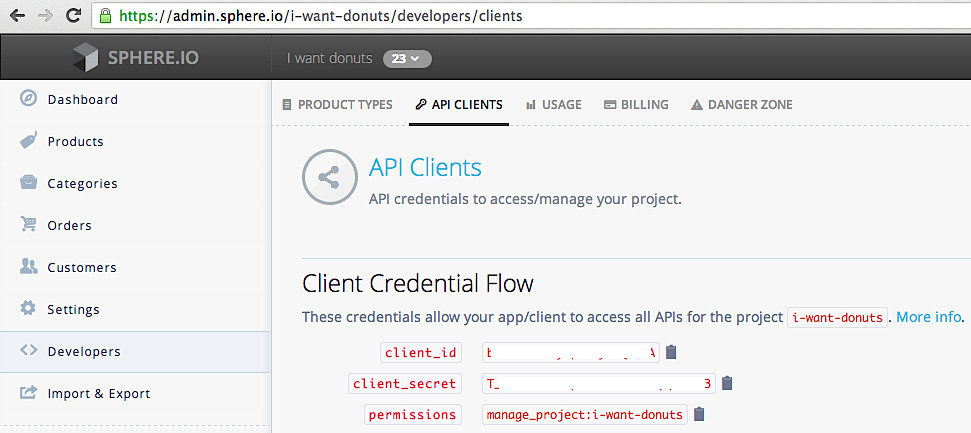 https://admin.sphere.io/i-want-donuts/developers/clients
SPHERE.IO
I want donuts 23
Dashboard
Products
Categories
Orders
Customers
Settings
Developers
Import & Export
PRODUCT TYPES API CLIENTS USAGE BILLING DANGER ZONE
API Clients
API credentials to access/manage your project.
Client Credential Flow
These credentials allow your app/client to access all APIs for the project i-want-donuts. More info.
client_id
client_secret
permissions manage_project:i-want-donuts